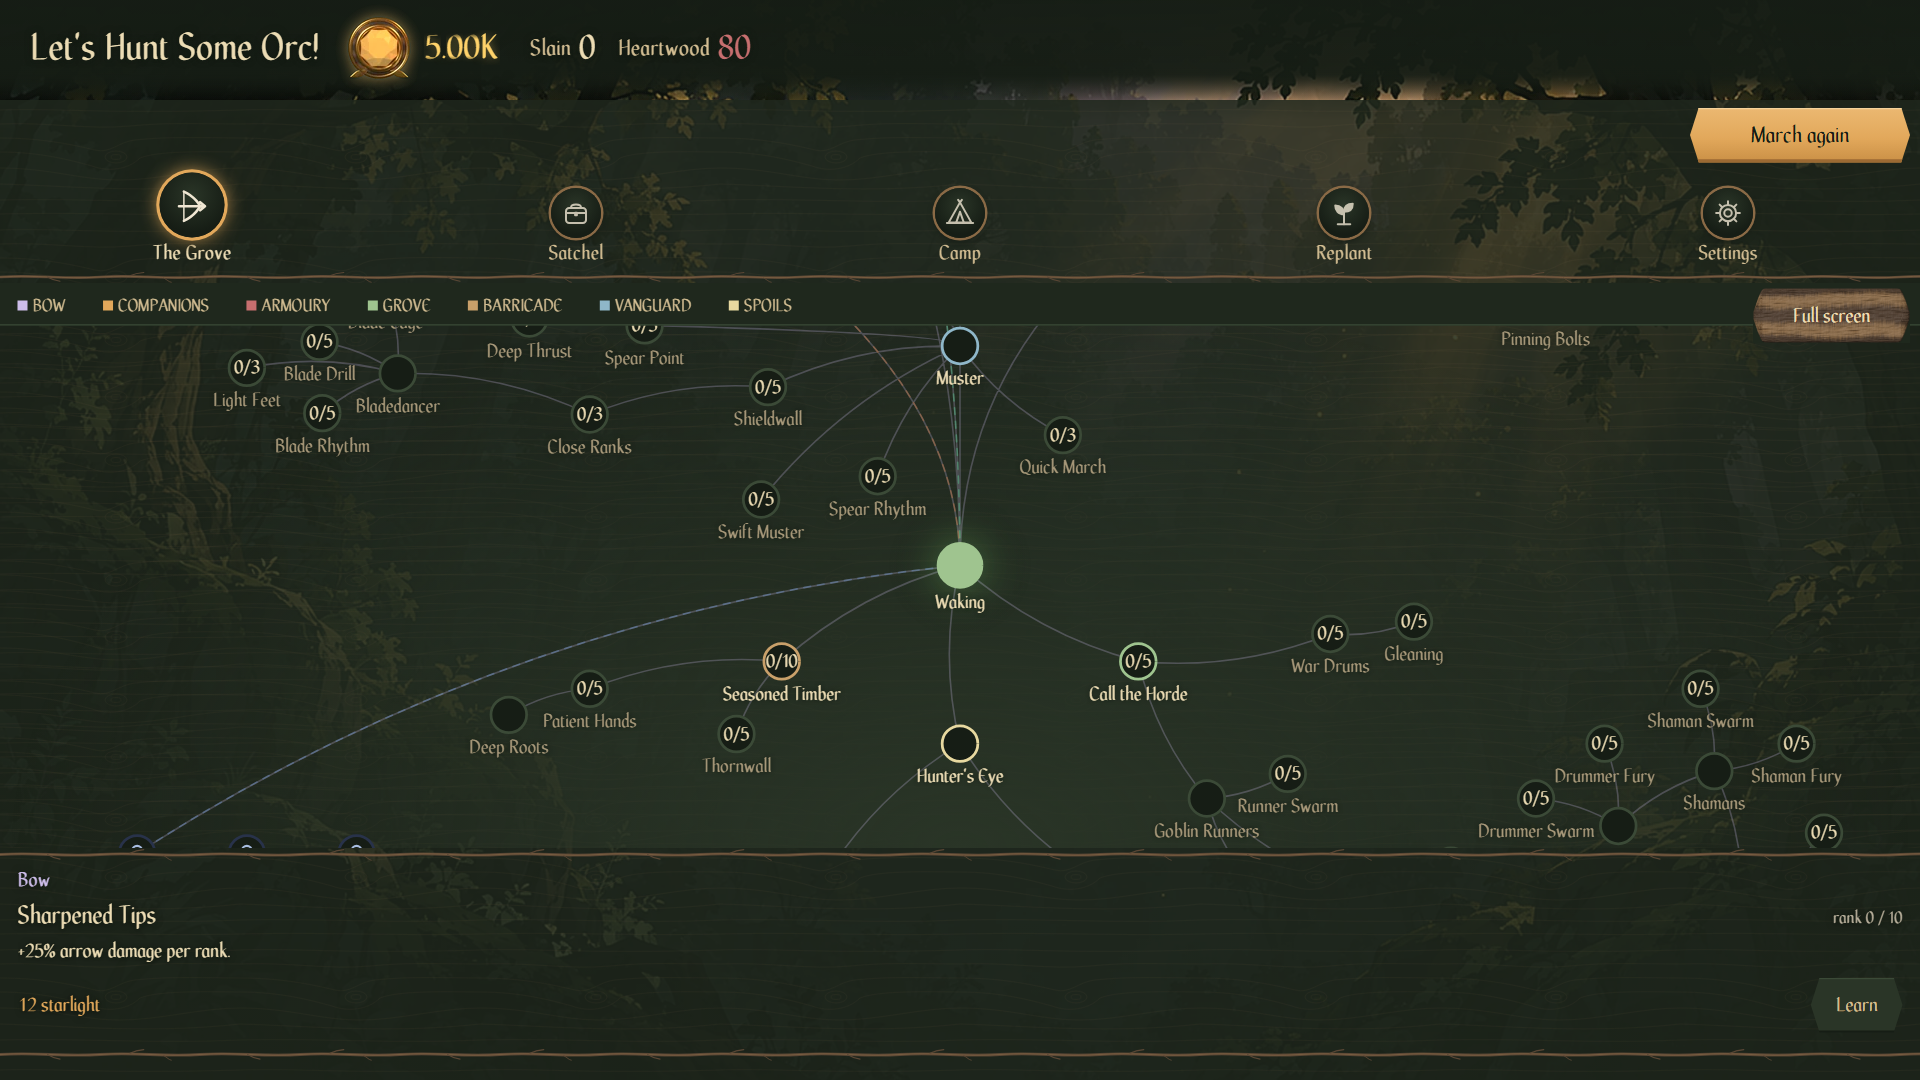 Let's Hunt Some Orc!
5.00K
Slain 0
Heartwood 80
March again
The Grove
Satchel
Camp
Replant
Settings
BOW
COMPANIONS
ARMOURY
GROVE
BARRICADE
VANGUARD
SPOILS
Full screen
0/5
Blade Drill
0/3
Light Feet
0/5
Blade Rhythm
Bladedancer
Deep Thrust
0/5
Spear Point
0/3
Close Ranks
0/5
Shieldwall
Muster
Pinning Bolts
0/3
Quick March
0/5
Spear Rhythm
0/5
Swift Muster
Waking
0/10
Seasoned Timber
0/5
Patient Hands
Deep Roots
0/5
Thornwall
Hunter's Eye
0/5
Call the Horde
0/5
War Drums
0/5
Gleaning
0/5
Runner Swarm
Goblin Runners
0/5
Shaman Swarm
0/5
Drummer Fury
0/5
Shaman Fury
Shamans
0/5
Drummer Swarm
0/5
Bow
Sharpened Tips
rank 0 / 10
+25% arrow damage per rank.
12 starlight
Learn